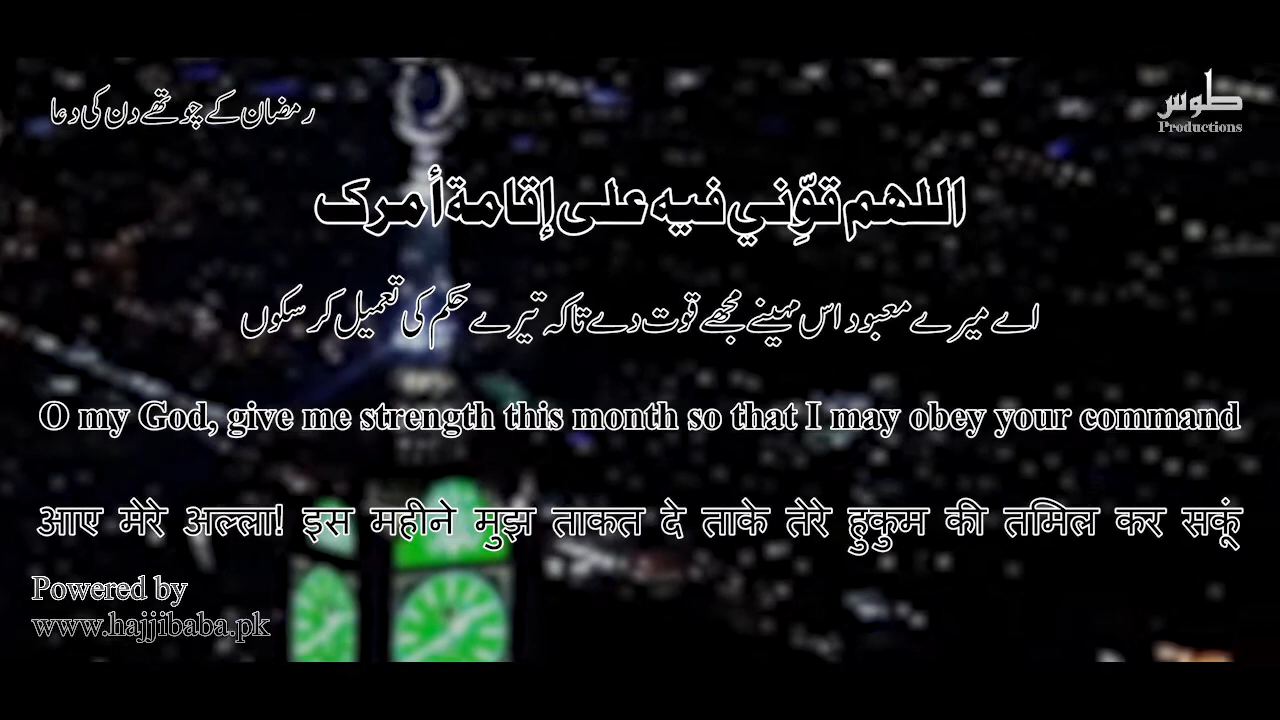 رمضان کے چوتھے دن کی دعا
طوس
Productions
اللهم قوّني فيه على إقامة أمرک
اے میرے معبود اس مہینے مجھے قوت دے تاکہ تیرے حکم کی تعمیل کر سکوں
O my God, give me strength this month so that I may obey your command
आए मेरे अल्ला! इस महीने मुझ ताकत दे ताके तेरे हुकुम की तमिल कर सकूं
Powered by
www.hajjibaba.pk